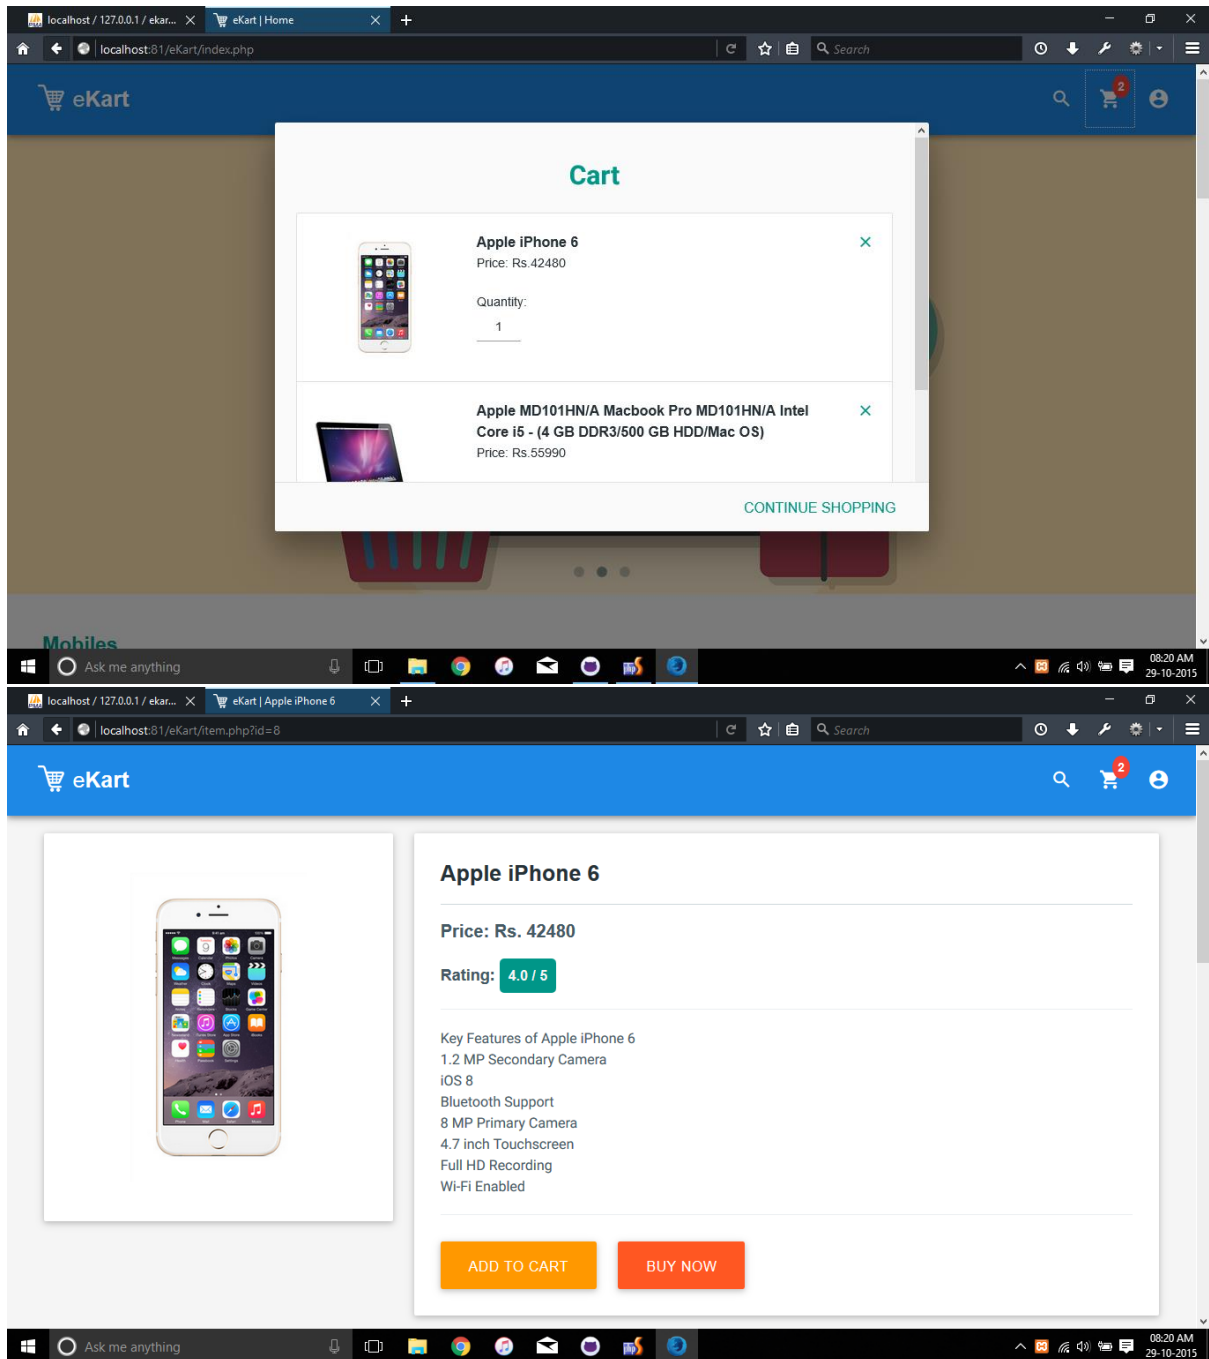 localhost / 127.0.0.1 / ekar...
eKart | Home
localhost:81/eKart/index.php
Search
eKart
2
Cart
Apple iPhone 6
Price: Rs.42480
Quantity:
1
Apple MD101HN/A Macbook Pro MD101HN/A Intel
Core i5 - (4 GB DDR3/500 GB HDD/Mac OS)
Price: Rs.55990
CONTINUE SHOPPING
Mobiles
Ask me anything
08:20 AM
29-10-2015
localhost / 127.0.0.1 / ekar...
eKart | Apple iPhone 6
localhost:81/eKart/item.php?id=8
Search
eKart
2
Apple iPhone 6
Price: Rs. 42480
Rating: 4.0 / 5
Key Features of Apple iPhone 6
1.2 MP Secondary Camera
iOS 8
Bluetooth Support
8 MP Primary Camera
4.7 inch Touchscreen
Full HD Recording
Wi-Fi Enabled
ADD TO CART
BUY NOW
Ask me anything
08:20 AM
29-10-2015